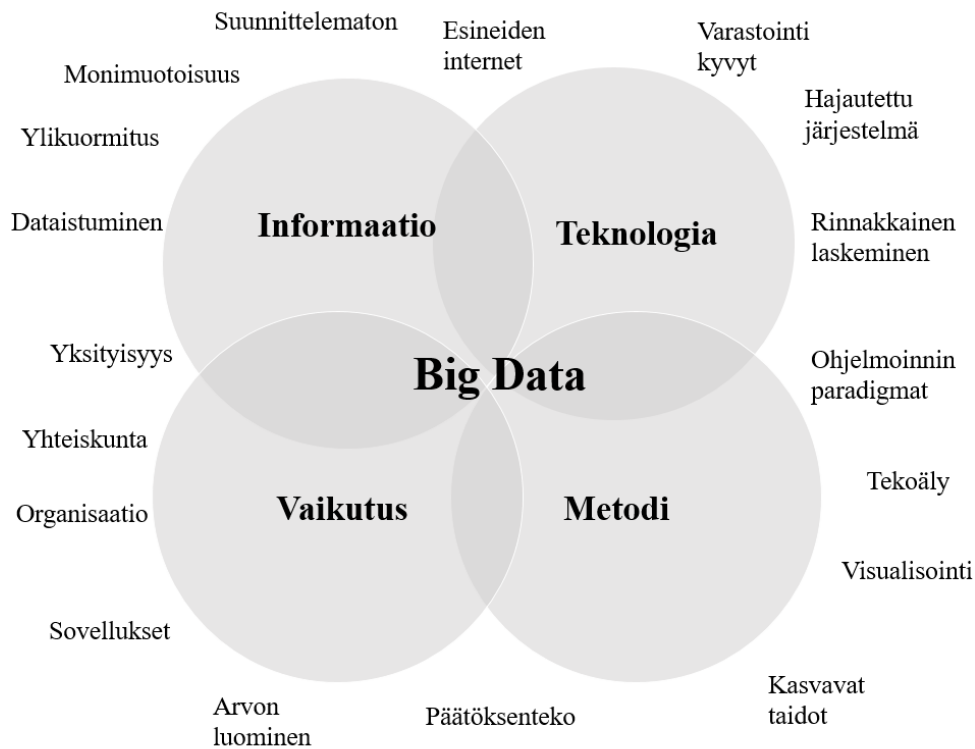 Suunnittelematon
Esineiden
internet
Varastointi
kyvyt
Monimuotoisuus
Hajautettu
järjestelmä
Ylikuormitus
Dataistuminen
Informaatio
Teknologia
Rinnakkainen
laskeminen
Yksityisyys
Big Data
Ohjelmoinnin
paradigmat
Yhteiskunta
Organisaatio
Vaikutus
Metodi
Tekoäly
Visualisointi
Sovellukset
Arvon
luominen
Päätöksenteko
Kasvavat
taidot